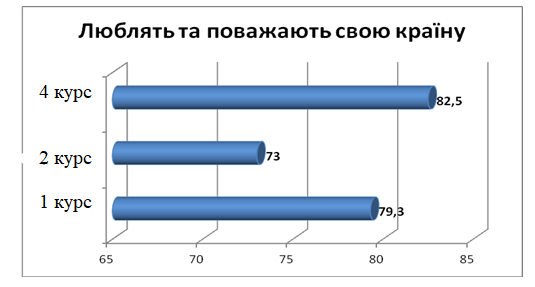 Люблять та поважають свою країну
4 курс
82,5
2 курс
73
1 курс
79,3
65 70 75 80 85